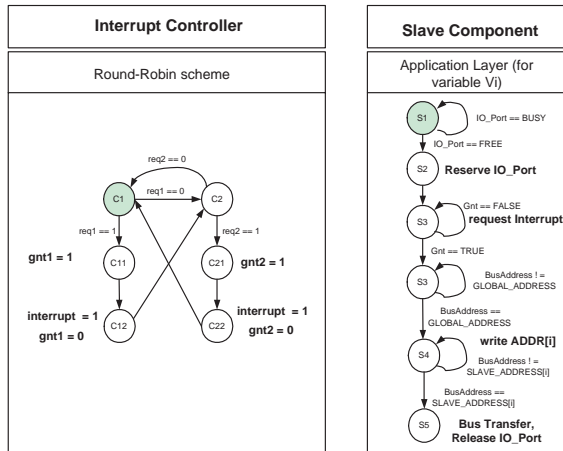 Interrupt Controller
Round-Robin scheme
req2 == 0
C1
req1 == 0
C2
req1 == 1
req2 == 1
gnt1 = 1
C11
C21
gnt2 = 1
interrupt = 1
gnt1 = 0
C12
C22
interrupt = 1
gnt2 = 0
Slave Component
Application Layer (for
variable Vi)
S1
IO_Port == BUSY
IO_Port == FREE
S2
Reserve IO_Port
S3
Gnt == FALSE
request Interrupt
Gnt == TRUE
S3
BusAddress !=
GLOBAL_ADDRESS
BusAddress ==
GLOBAL_ADDRESS
write ADDR[i]
S4
BusAddress !=
SLAVE_ADDRESS[i]
BusAddress ==
SLAVE_ADDRESS[i]
S5
Bus Transfer,
Release IO_Port